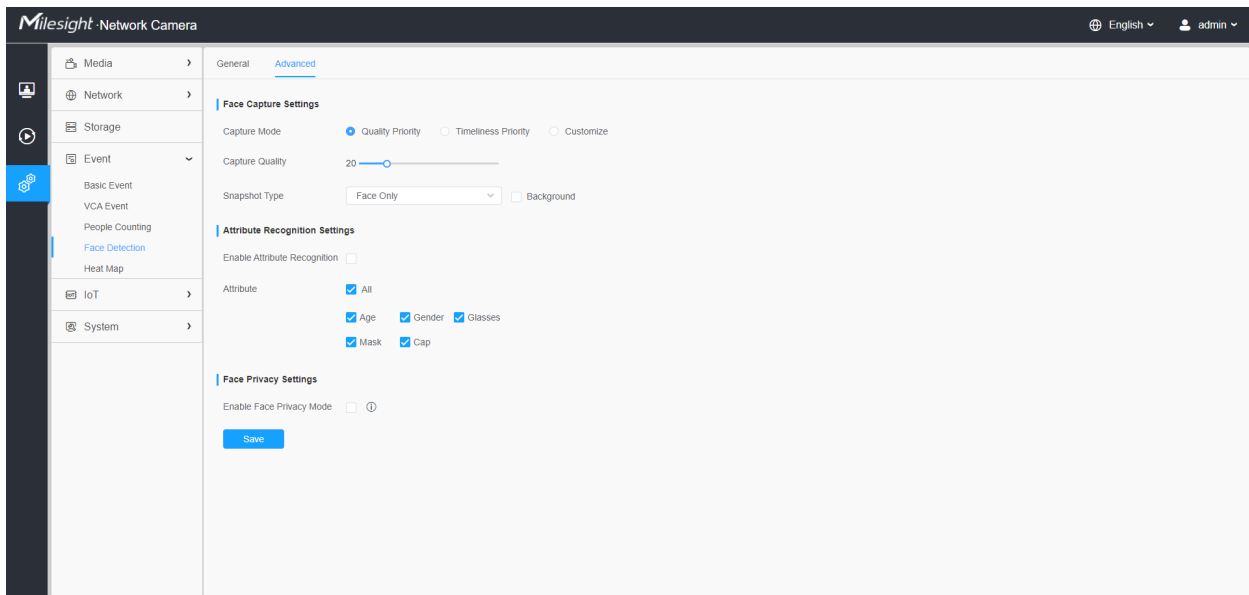 Milesight · Network Camera
English
admin
Media
Network
Storage
Event
Basic Event
VCA Event
People Counting
Face Detection
Heat Map
IoT
System
General Advanced
Face Capture Settings
Capture Mode Quality Priority Timeliness Priority Customize
Capture Quality 20
Snapshot Type Face Only Background
Attribute Recognition Settings
Enable Attribute Recognition
Attribute All
Age Gender Glasses
Mask Cap
Face Privacy Settings
Enable Face Privacy Mode
Save